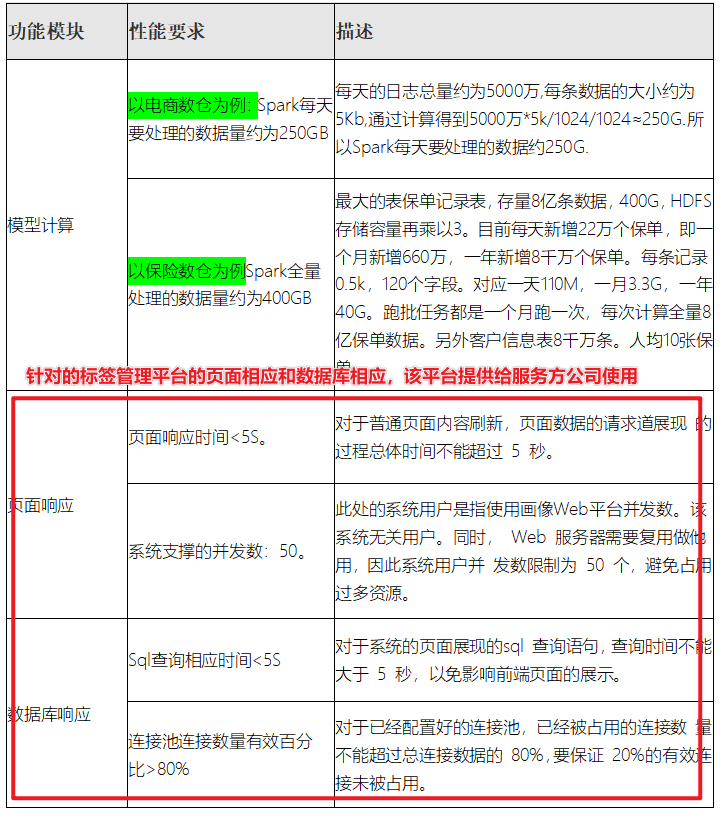 功能模块 性能要求 描述
模型计算
以电商数仓为例：Spark每天
要处理的数据量约为250GB
每天的日志总量约为5000万,每条数据的大小约为
5Kb,通过计算得到5000万*5k/1024/1024≈250G.所
以Spark每天要处理的数据约250G.
以保险数仓为例Spark全量
处理的数据量约为400GB
最大的表保单记录表，存量8亿条数据，400G，HDFS
存储容量再乘以3。目前每天新增22万个保单，即一
个月新增660万，一年新增8千万个保单。每条记录
0.5k，120个字段。对应一天110M，一月3.3G，一年
40G。跑批任务都是一个月跑一次，每次计算全量8
亿保单数据。另外客户信息表8千万条。人均10张保
单
针对的标签管理平台的页面相应和数据库相应，该平台提供给服务方公司使用
页面响应
页面响应时间<5S。
对于普通页面内容刷新，页面数据的请求道展现 的
过程总体时间不能超过 5 秒。
系统支撑的并发数：50。
此处的系统用户是指使用画像Web平台并发数。该
系统无关用户。同时， Web 服务器需要复用做他
用，因此系统用户并 发数限制为 50 个，避免占用
过多资源。
数据库响应
Sql查询相应时间<5S
对于系统的页面展现的sql 查询语句，查询时间不能
大于 5 秒，以免影响前端页面的展示。
连接池连接数量有效百分
比>80%
对于已经配置好的连接池，已经被占用的连接数 量
不能超过总连接数据的 80%,要保证 20%的有效连
接未被占用。